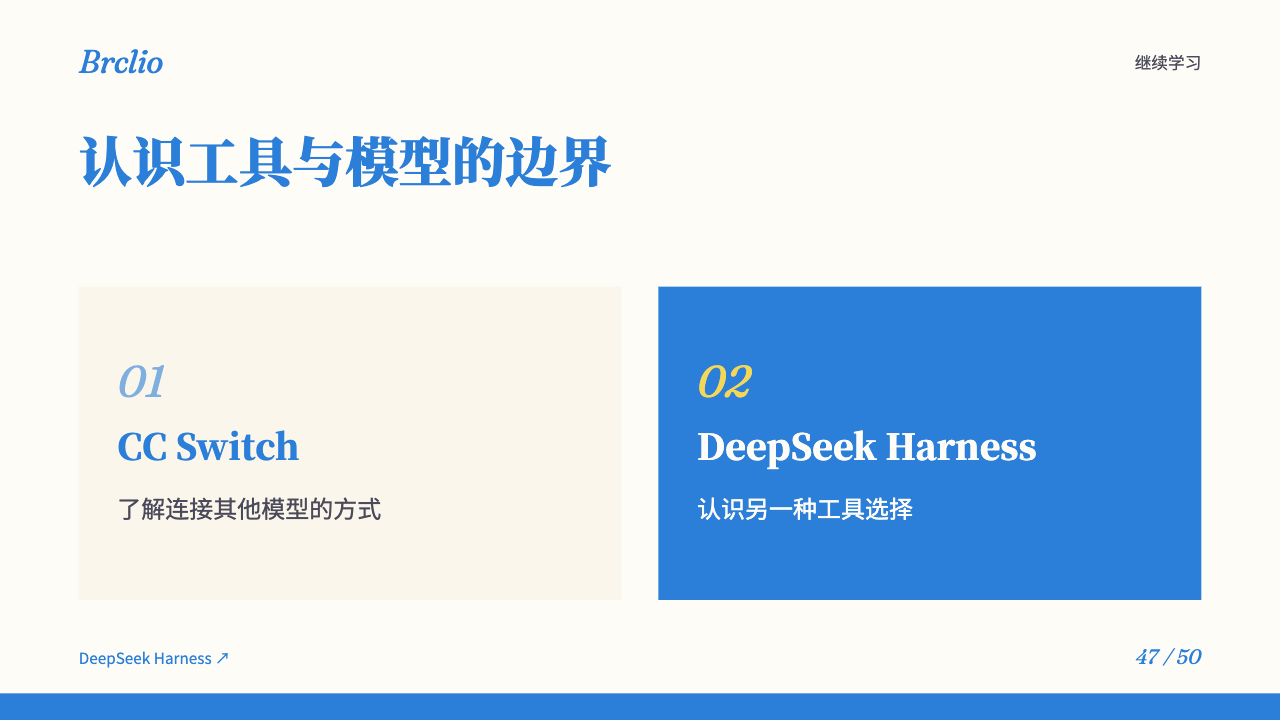 Brclio
继续学习
认识工具与模型的边界
01
CC Switch
了解连接其他模型的方式
02
DeepSeek Harness
认识另一种工具选择
DeepSeek Harness ↗
47 / 50